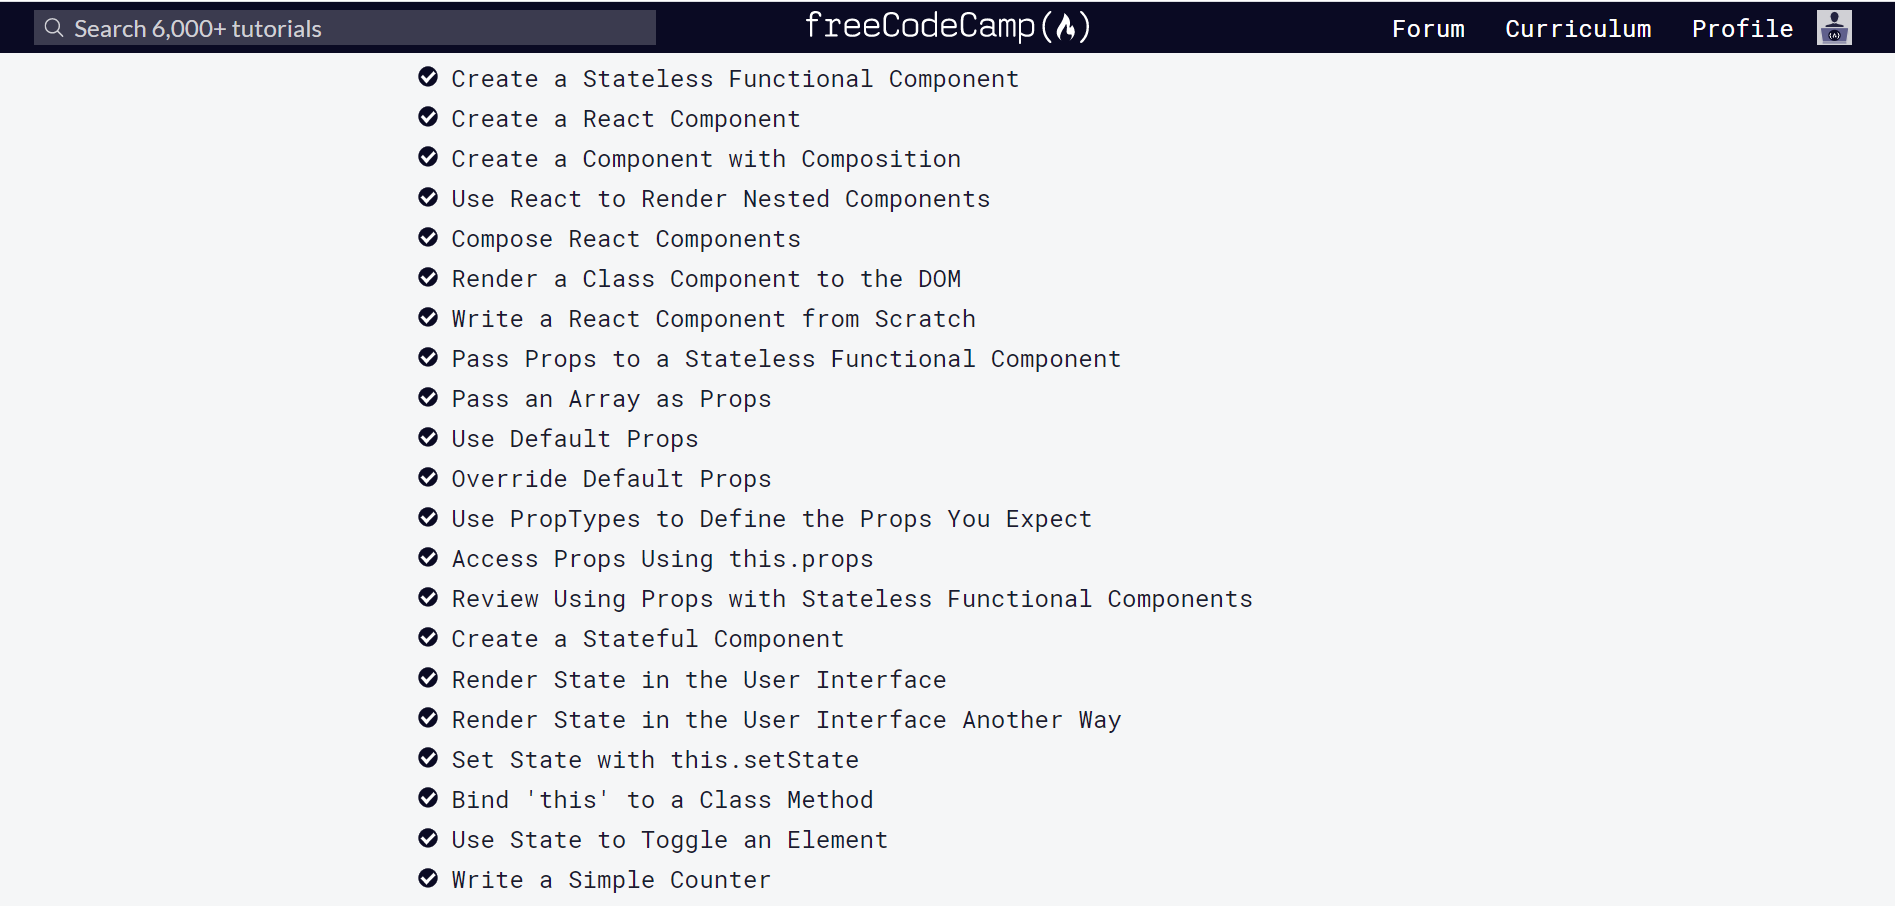 Search 6,000+ tutorials
freeCodeCamp(🔥)
Forum
Curriculum
Profile
Create a Stateless Functional Component
Create a React Component
Create a Component with Composition
Use React to Render Nested Components
Compose React Components
Render a Class Component to the DOM
Write a React Component from Scratch
Pass Props to a Stateless Functional Component
Pass an Array as Props
Use Default Props
Override Default Props
Use PropTypes to Define the Props You Expect
Access Props Using this.props
Review Using Props with Stateless Functional Components
Create a Stateful Component
Render State in the User Interface
Render State in the User Interface Another Way
Set State with this.setState
Bind 'this' to a Class Method
Use State to Toggle an Element
Write a Simple Counter